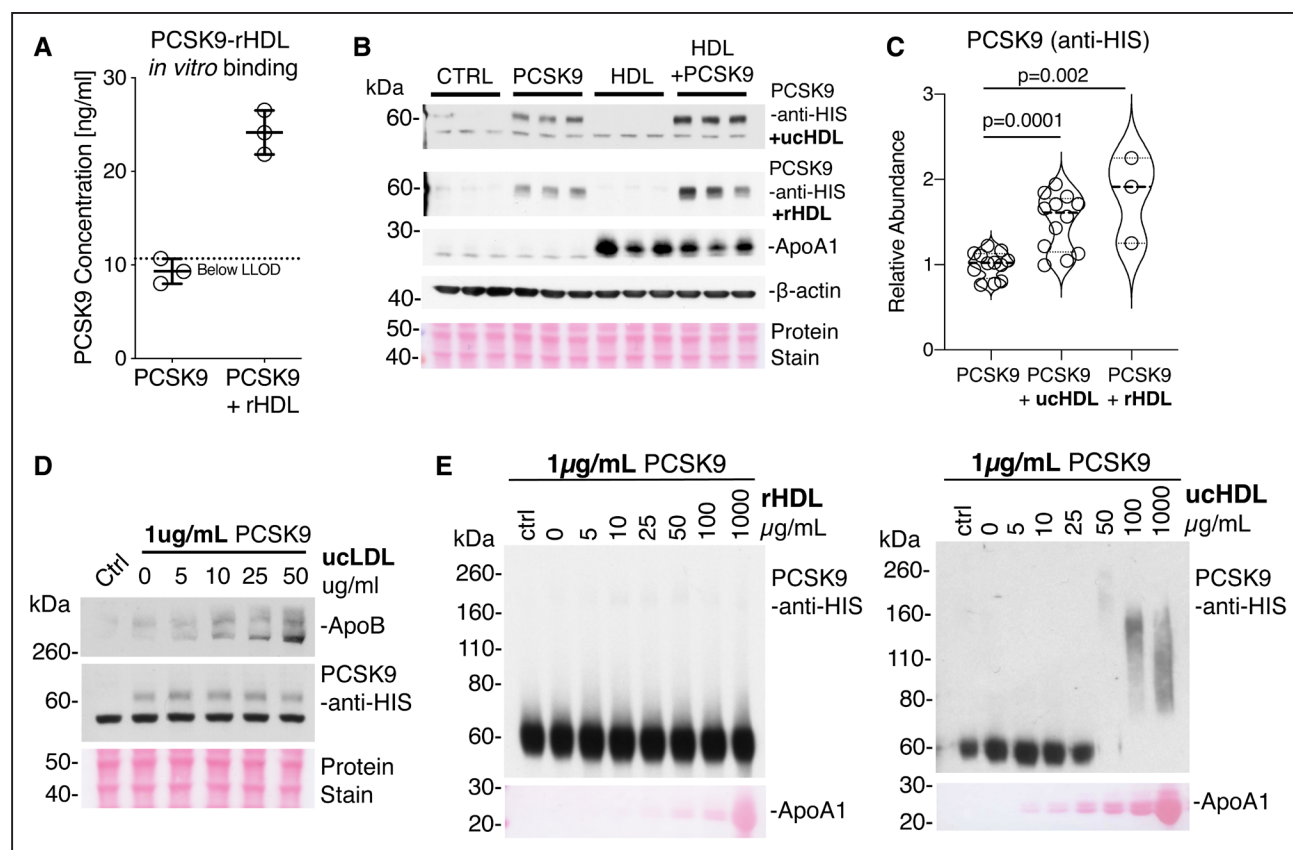 A
PCSK9-rHDL
in vitro binding
PCSK9 Concentration [ng/ml]
30
20
10
0
Below LLOD
PCSK9
PCSK9
+ rHDL
B
kDa
CTRL
PCSK9
HDL
HDL
+PCSK9
60-
PCSK9
-anti-HIS
+ucHDL
60-
PCSK9
-anti-HIS
+rHDL
30-
-ApoA1
40-
-β-actin
50-
40-
Protein
Stain
C
PCSK9 (anti-HIS)
p=0.002
p=0.0001
Relative Abundance
3
2
1
0
PCSK9
PCSK9
+ ucHDL
PCSK9
+ rHDL
D
1ug/mL PCSK9
Ctrl 0 5 10 25 50
ucLDL
ug/ml
kDa
-ApoB
260-
60-
PCSK9
-anti-HIS
50-
40-
Protein
Stain
E
1µg/mL PCSK9
ctrl 0 5 10 25 50 100 1000
rHDL
µg/mL
kDa
260-
160-
110-
80-
60-
PCSK9
-anti-HIS
30-
20-
-ApoA1
1µg/mL PCSK9
ctrl 0 5 10 25 50 100 1000
ucHDL
µg/mL
kDa
260-
160-
110-
80-
60-
PCSK9
-anti-HIS
30-
20-
-ApoA1